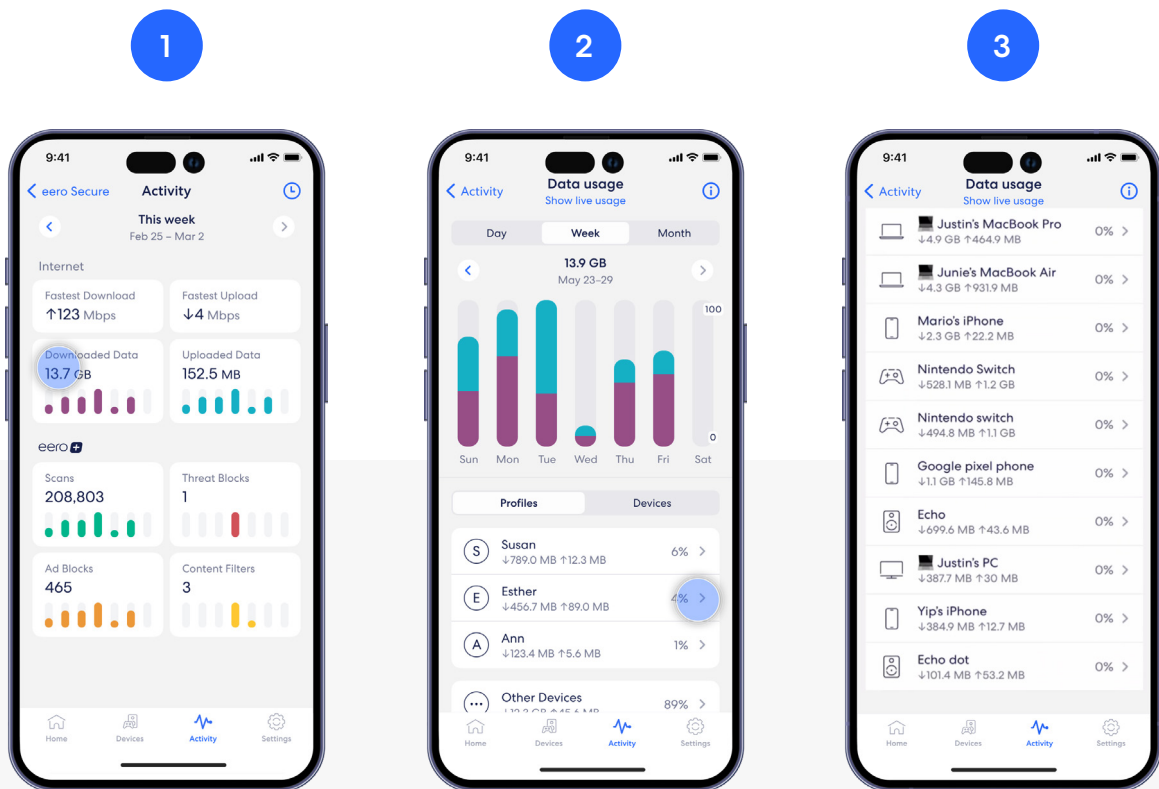 1
9:41
eero Secure
Activity
This week
Feb 25 – Mar 2
Internet
Fastest Download
↑123 Mbps
Fastest Upload
↓4 Mbps
Downloaded Data
13.7 GB
Uploaded Data
152.5 MB
eero+
Scans
208,803
Threat Blocks
1
Ad Blocks
465
Content Filters
3
Home
Devices
Activity
Settings
2
9:41
Activity
Data usage
Show live usage
Day
Week
Month
13.9 GB
May 23–29
100
0
Sun Mon Tue Wed Thu Fri Sat
Profiles
Devices
S
Susan
↓789.0 MB ↑12.3 MB
6%
E
Esther
↓456.7 MB ↑89.0 MB
4%
A
Ann
↓123.4 MB ↑5.6 MB
1%
Other Devices
89%
Home
Devices
Activity
Settings
3
9:41
Activity
Data usage
Show live usage
Justin's MacBook Pro
↓4.9 GB ↑464.9 MB
0%
Junie's MacBook Air
↓4.3 GB ↑931.9 MB
0%
Mario's iPhone
↓2.3 GB ↑22.2 MB
0%
Nintendo Switch
↓528.1 MB ↑1.2 GB
0%
Nintendo switch
↓494.8 MB ↑1.1 GB
0%
Google pixel phone
↓1.1 GB ↑145.8 MB
0%
Echo
↓699.6 MB ↑43.6 MB
0%
Justin's PC
↓387.7 MB ↑30 MB
0%
Yip's iPhone
↓384.9 MB ↑12.7 MB
0%
Echo dot
↓101.4 MB ↑53.2 MB
0%
Home
Devices
Activity
Settings